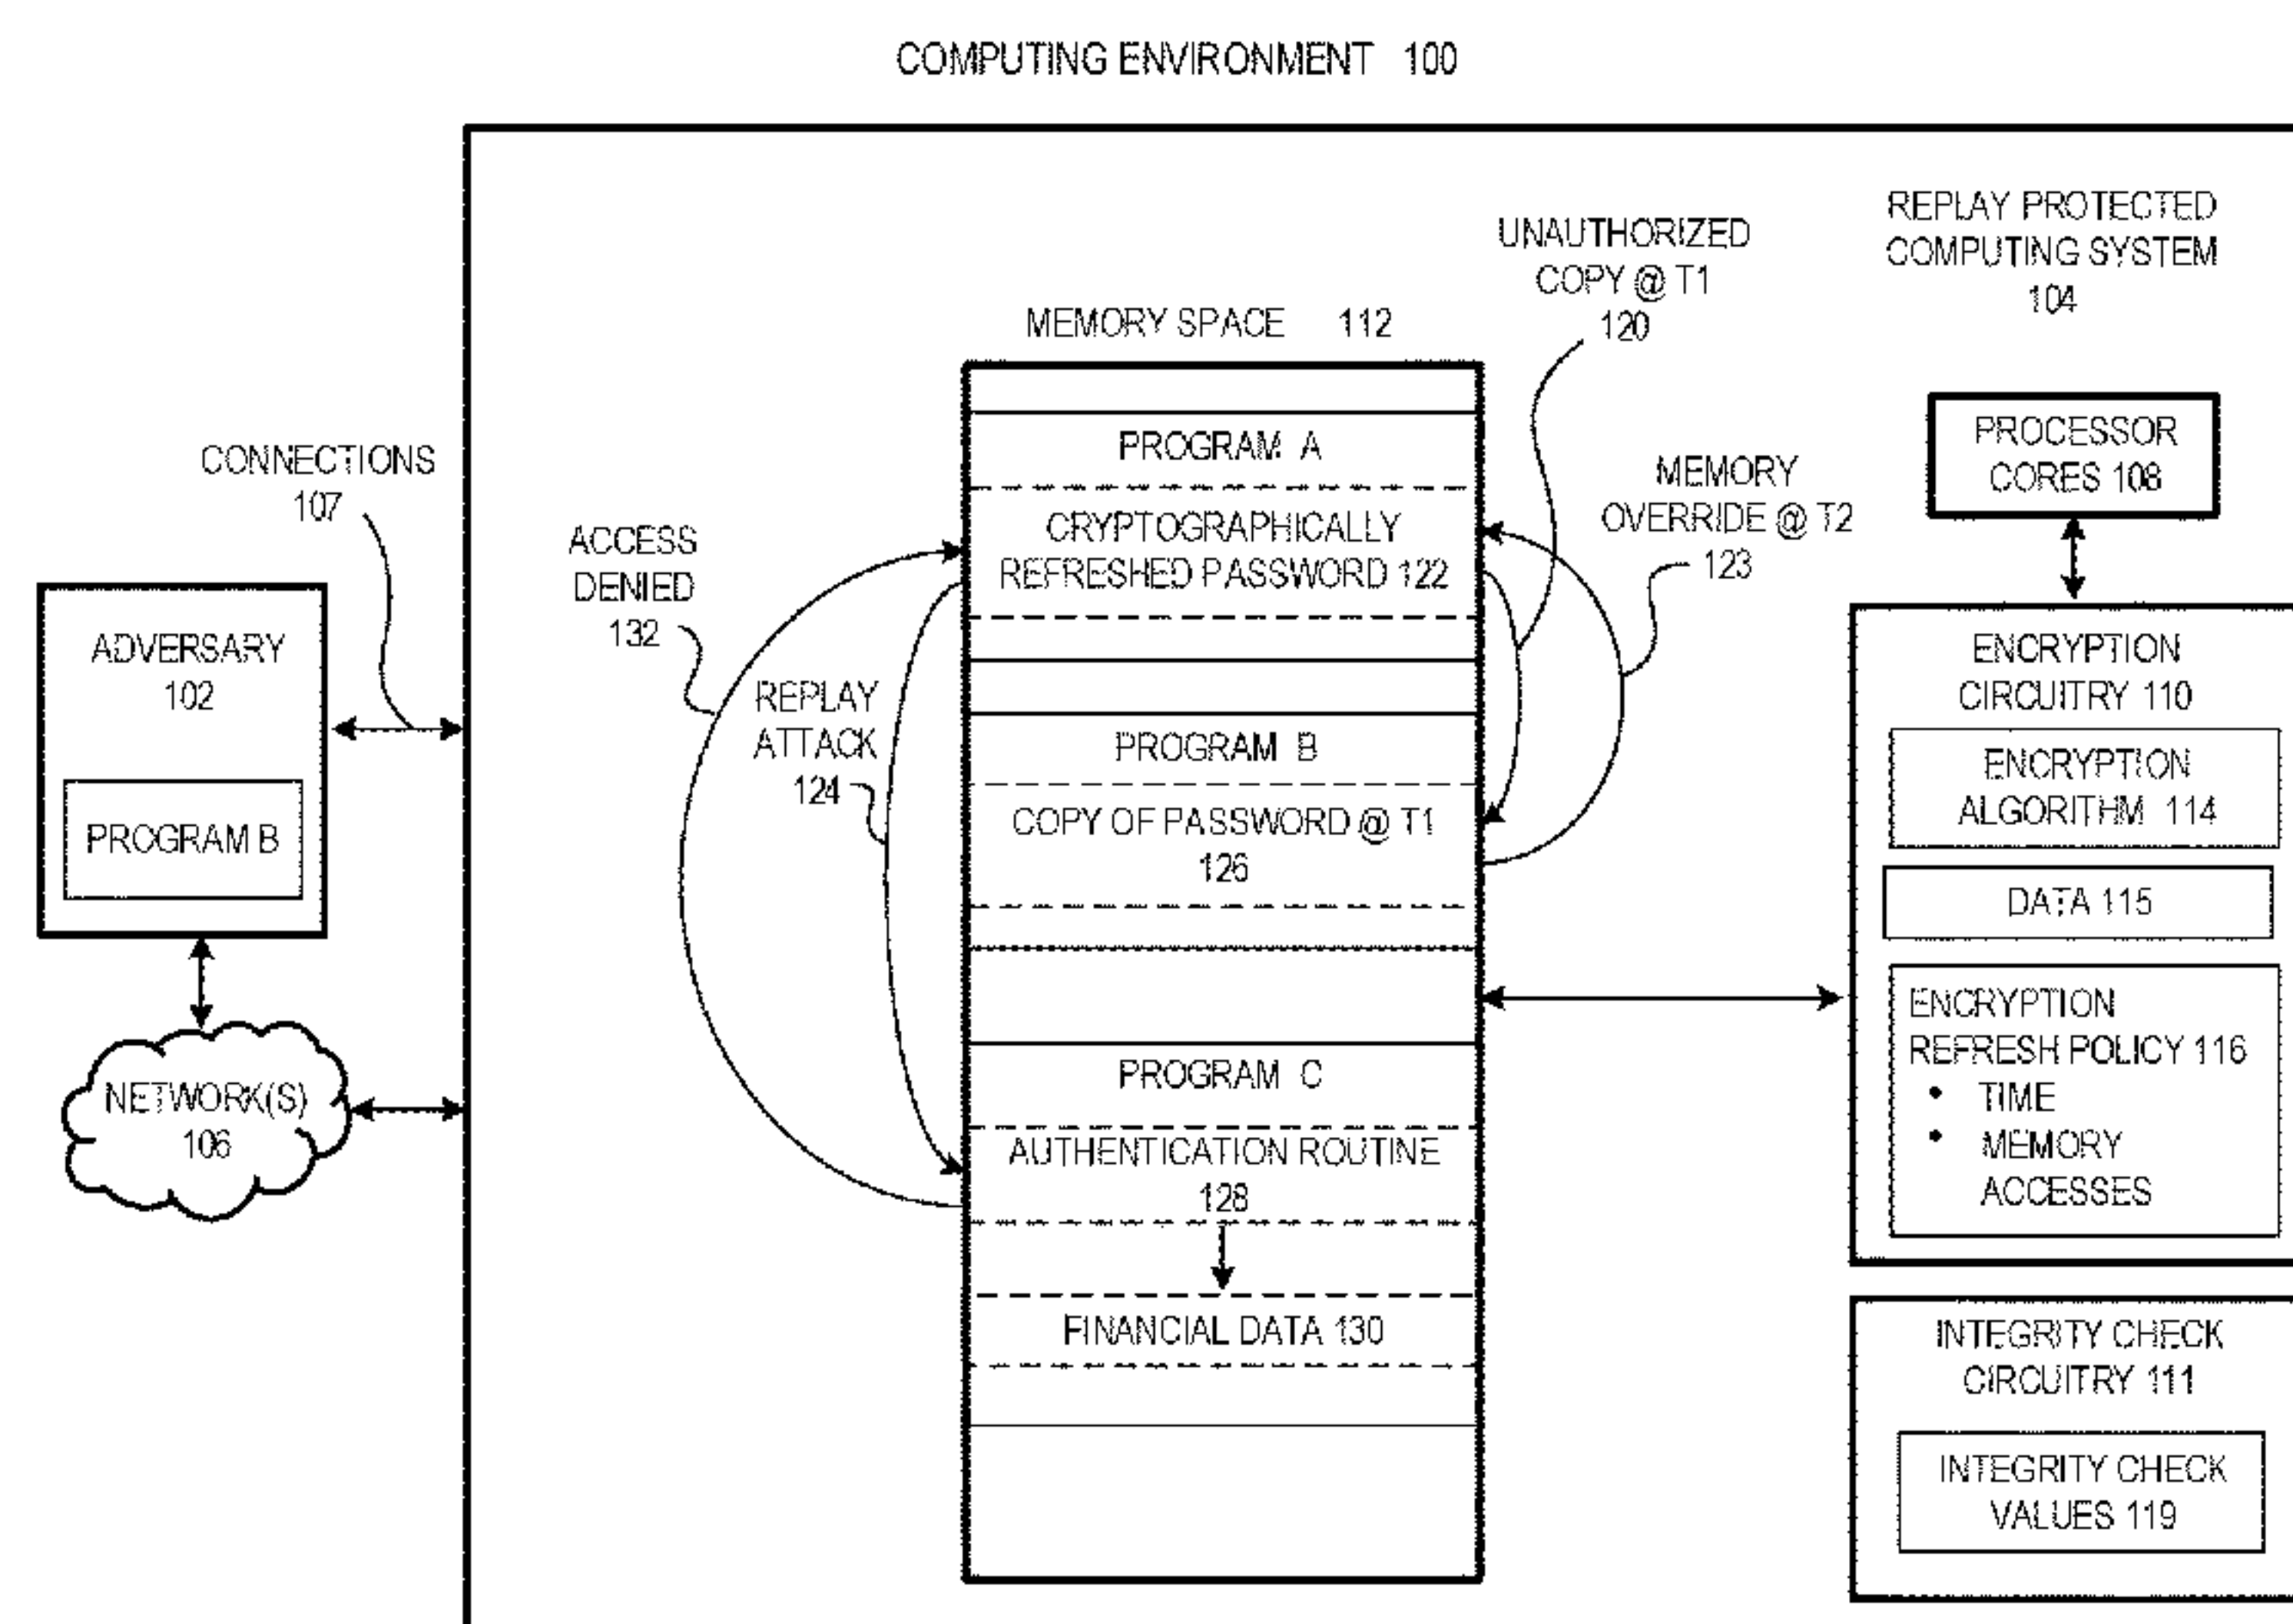 COMPUTING ENVIRONMENT 100
REPLAY PROTECTED
COMPUTING SYSTEM
104
UNAUTHORIZED
COPY @ T1
120
MEMORY SPACE 112
CONNECTIONS
107
ACCESS
DENIED
132
PROGRAM A
CRYPTOGRAPHICALLY
REFRESHED PASSWORD 122
MEMORY
OVERRIDE @ T2
123
PROCESSOR
CORES 108
ADVERSARY
102
PROGRAM B
REPLAY
ATTACK
124
PROGRAM B
COPY OF PASSWORD @ T1
126
ENCRYPTION
CIRCUITRY 110
ENCRYPTION
ALGORITHM 114
DATA 115
ENCRYPTION
REFRESH POLICY 116
• TIME
• MEMORY
ACCESSES
NETWORK(S)
106
PROGRAM C
AUTHENTICATION ROUTINE
128
FINANCIAL DATA 130
INTEGRITY CHECK
CIRCUITRY 111
INTEGRITY CHECK
VALUES 119